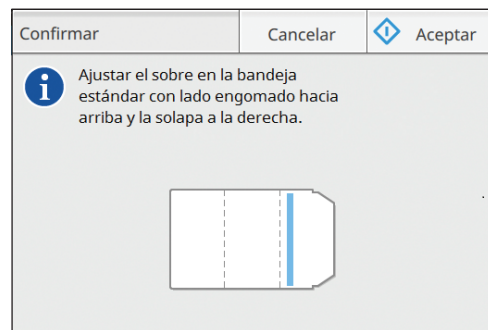 Confirmar
Cancelar
Aceptar
Ajustar el sobre en la bandeja
estándar con lado engomado hacia
arriba y la solapa a la derecha.